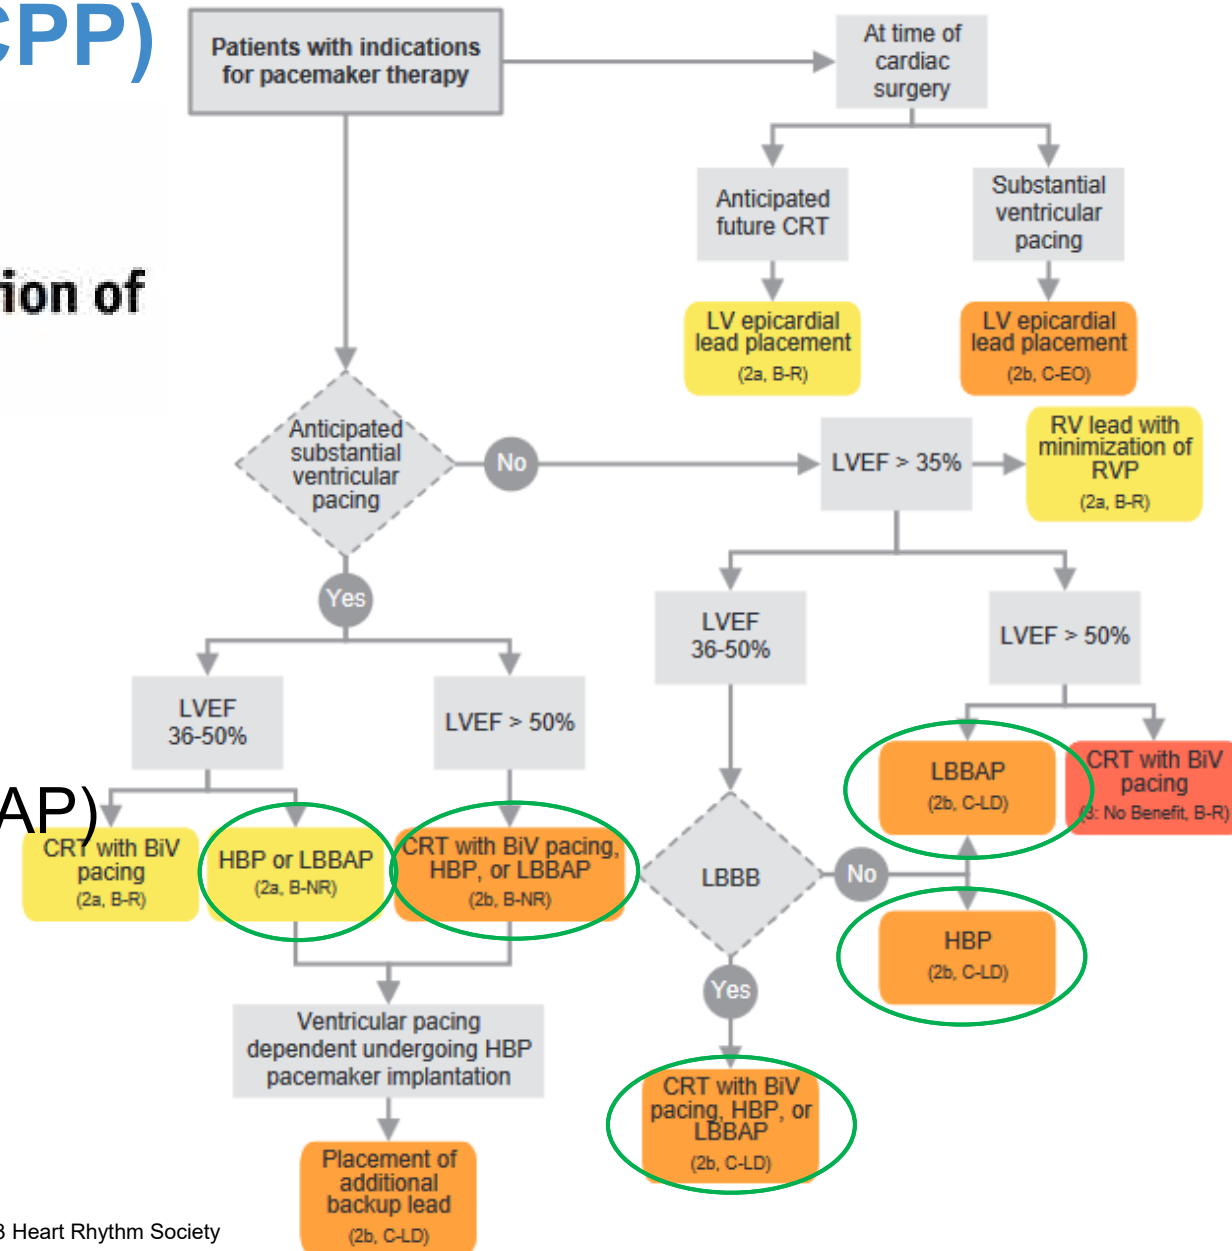 CPP)
Patients with indications
for pacemaker therapy
At time of
cardiac
surgery
Anticipated
future CRT
Substantial
ventricular
pacing
ion of
LV epicardial
lead placement
(2a, B-R)
LV epicardial
lead placement
(2b, C-EO)
Anticipated
substantial
ventricular
pacing
No
LVEF > 35%
RV lead with
minimization of
RVP
(2a, B-R)
Yes
LVEF
36-50%
LVEF > 50%
LVEF
36-50%
LVEF > 50%
AP)
CRT with BiV
pacing
(2a, B-R)
HBP or LBBAP
(2a, B-NR)
CRT with BiV pacing,
HBP, or LBBAP
(2b, B-NR)
LBBB
No
LBBAP
(2b, C-LD)
CRT with BiV
pacing
(3: No Benefit, B-R)
HBP
(2b, C-LD)
Yes
Ventricular pacing
dependent undergoing HBP
pacemaker implantation
CRT with BiV
pacing, HBP, or
LBBAP
(2b, C-LD)
Placement of
additional
backup lead
(2b, C-LD)
3 Heart Rhythm Society